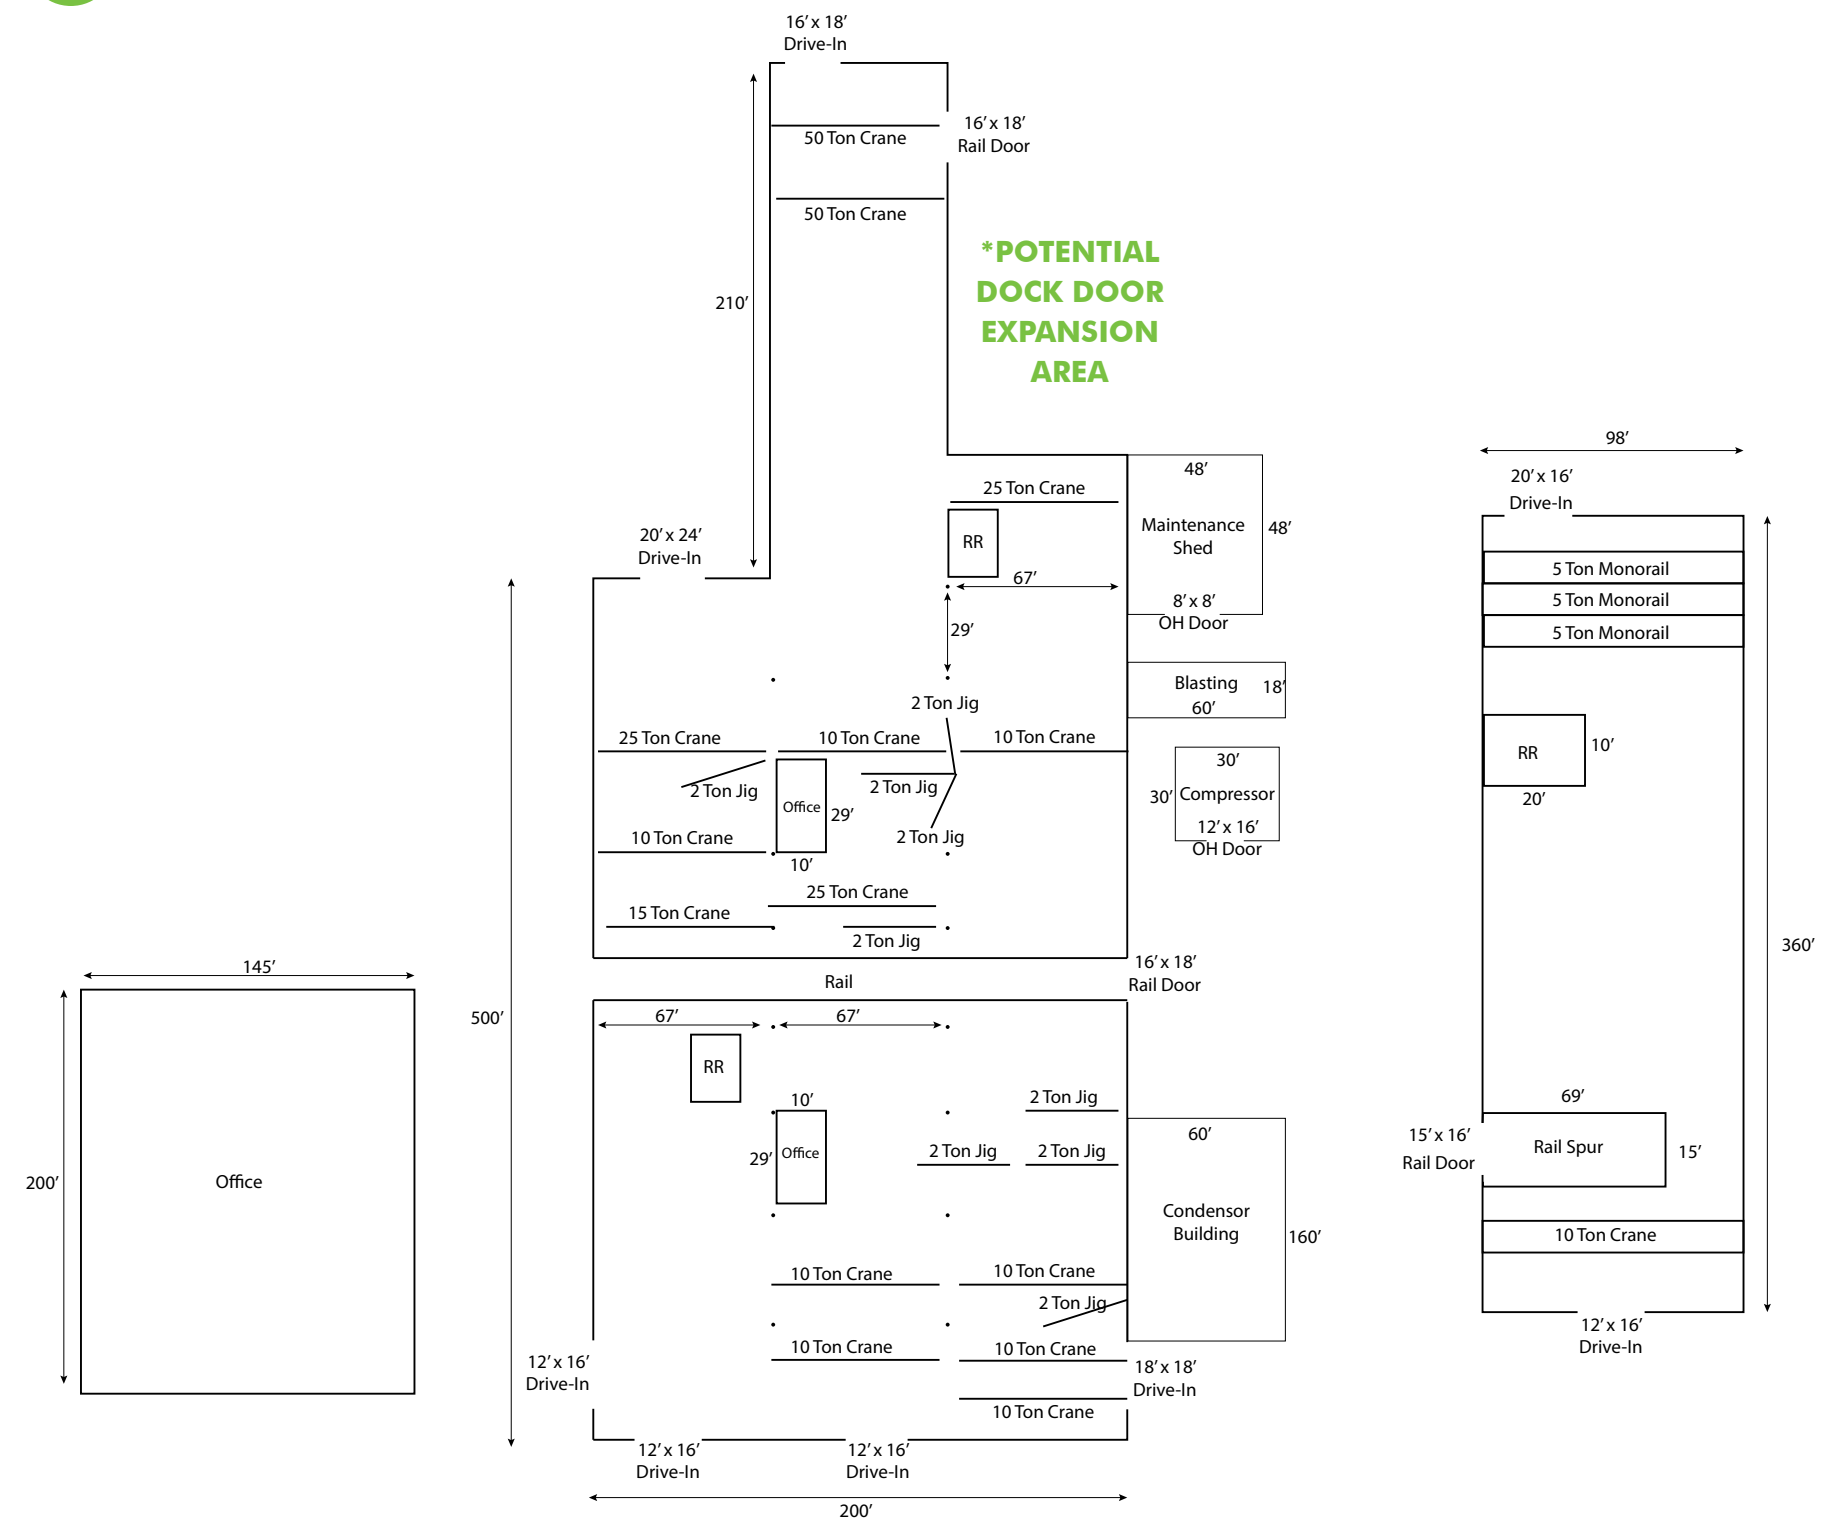 16’ x 18’
Drive-In
16’ x 18’
Rail Door
50 Ton Crane
50 Ton Crane
*POTENTIAL
DOCK DOOR
EXPANSION
AREA
210’
25 Ton Crane
RR
20’ x 24’
Drive-In
67’
29’
48’
Maintenance
Shed
48’
8’ x 8’
OH Door
Blasting
18’
60’
2 Ton Jig
25 Ton Crane
10 Ton Crane
10 Ton Crane
2 Ton Jig
2 Ton Jig
Office
29’
10’
2 Ton Jig
10 Ton Crane
30’
30’
Compressor
12’ x 16’
OH Door
25 Ton Crane
15 Ton Crane
2 Ton Jig
Rail
16’ x 18’
Rail Door
500’
67’
67’
RR
10’
29’
Office
2 Ton Jig
2 Ton Jig
2 Ton Jig
60’
Condensor
Building
160’
10 Ton Crane
10 Ton Crane
2 Ton Jig
10 Ton Crane
10 Ton Crane
10 Ton Crane
12’ x 16’
Drive-In
18’ x 18’
Drive-In
12’ x 16’
Drive-In
12’ x 16’
Drive-In
200’
145’
200’
Office
98’
20’ x 16’
Drive-In
5 Ton Monorail
5 Ton Monorail
5 Ton Monorail
RR
10’
20’
360’
69’
15’ x 16’
Rail Door
Rail Spur
15’
10 Ton Crane
12’ x 16’
Drive-In